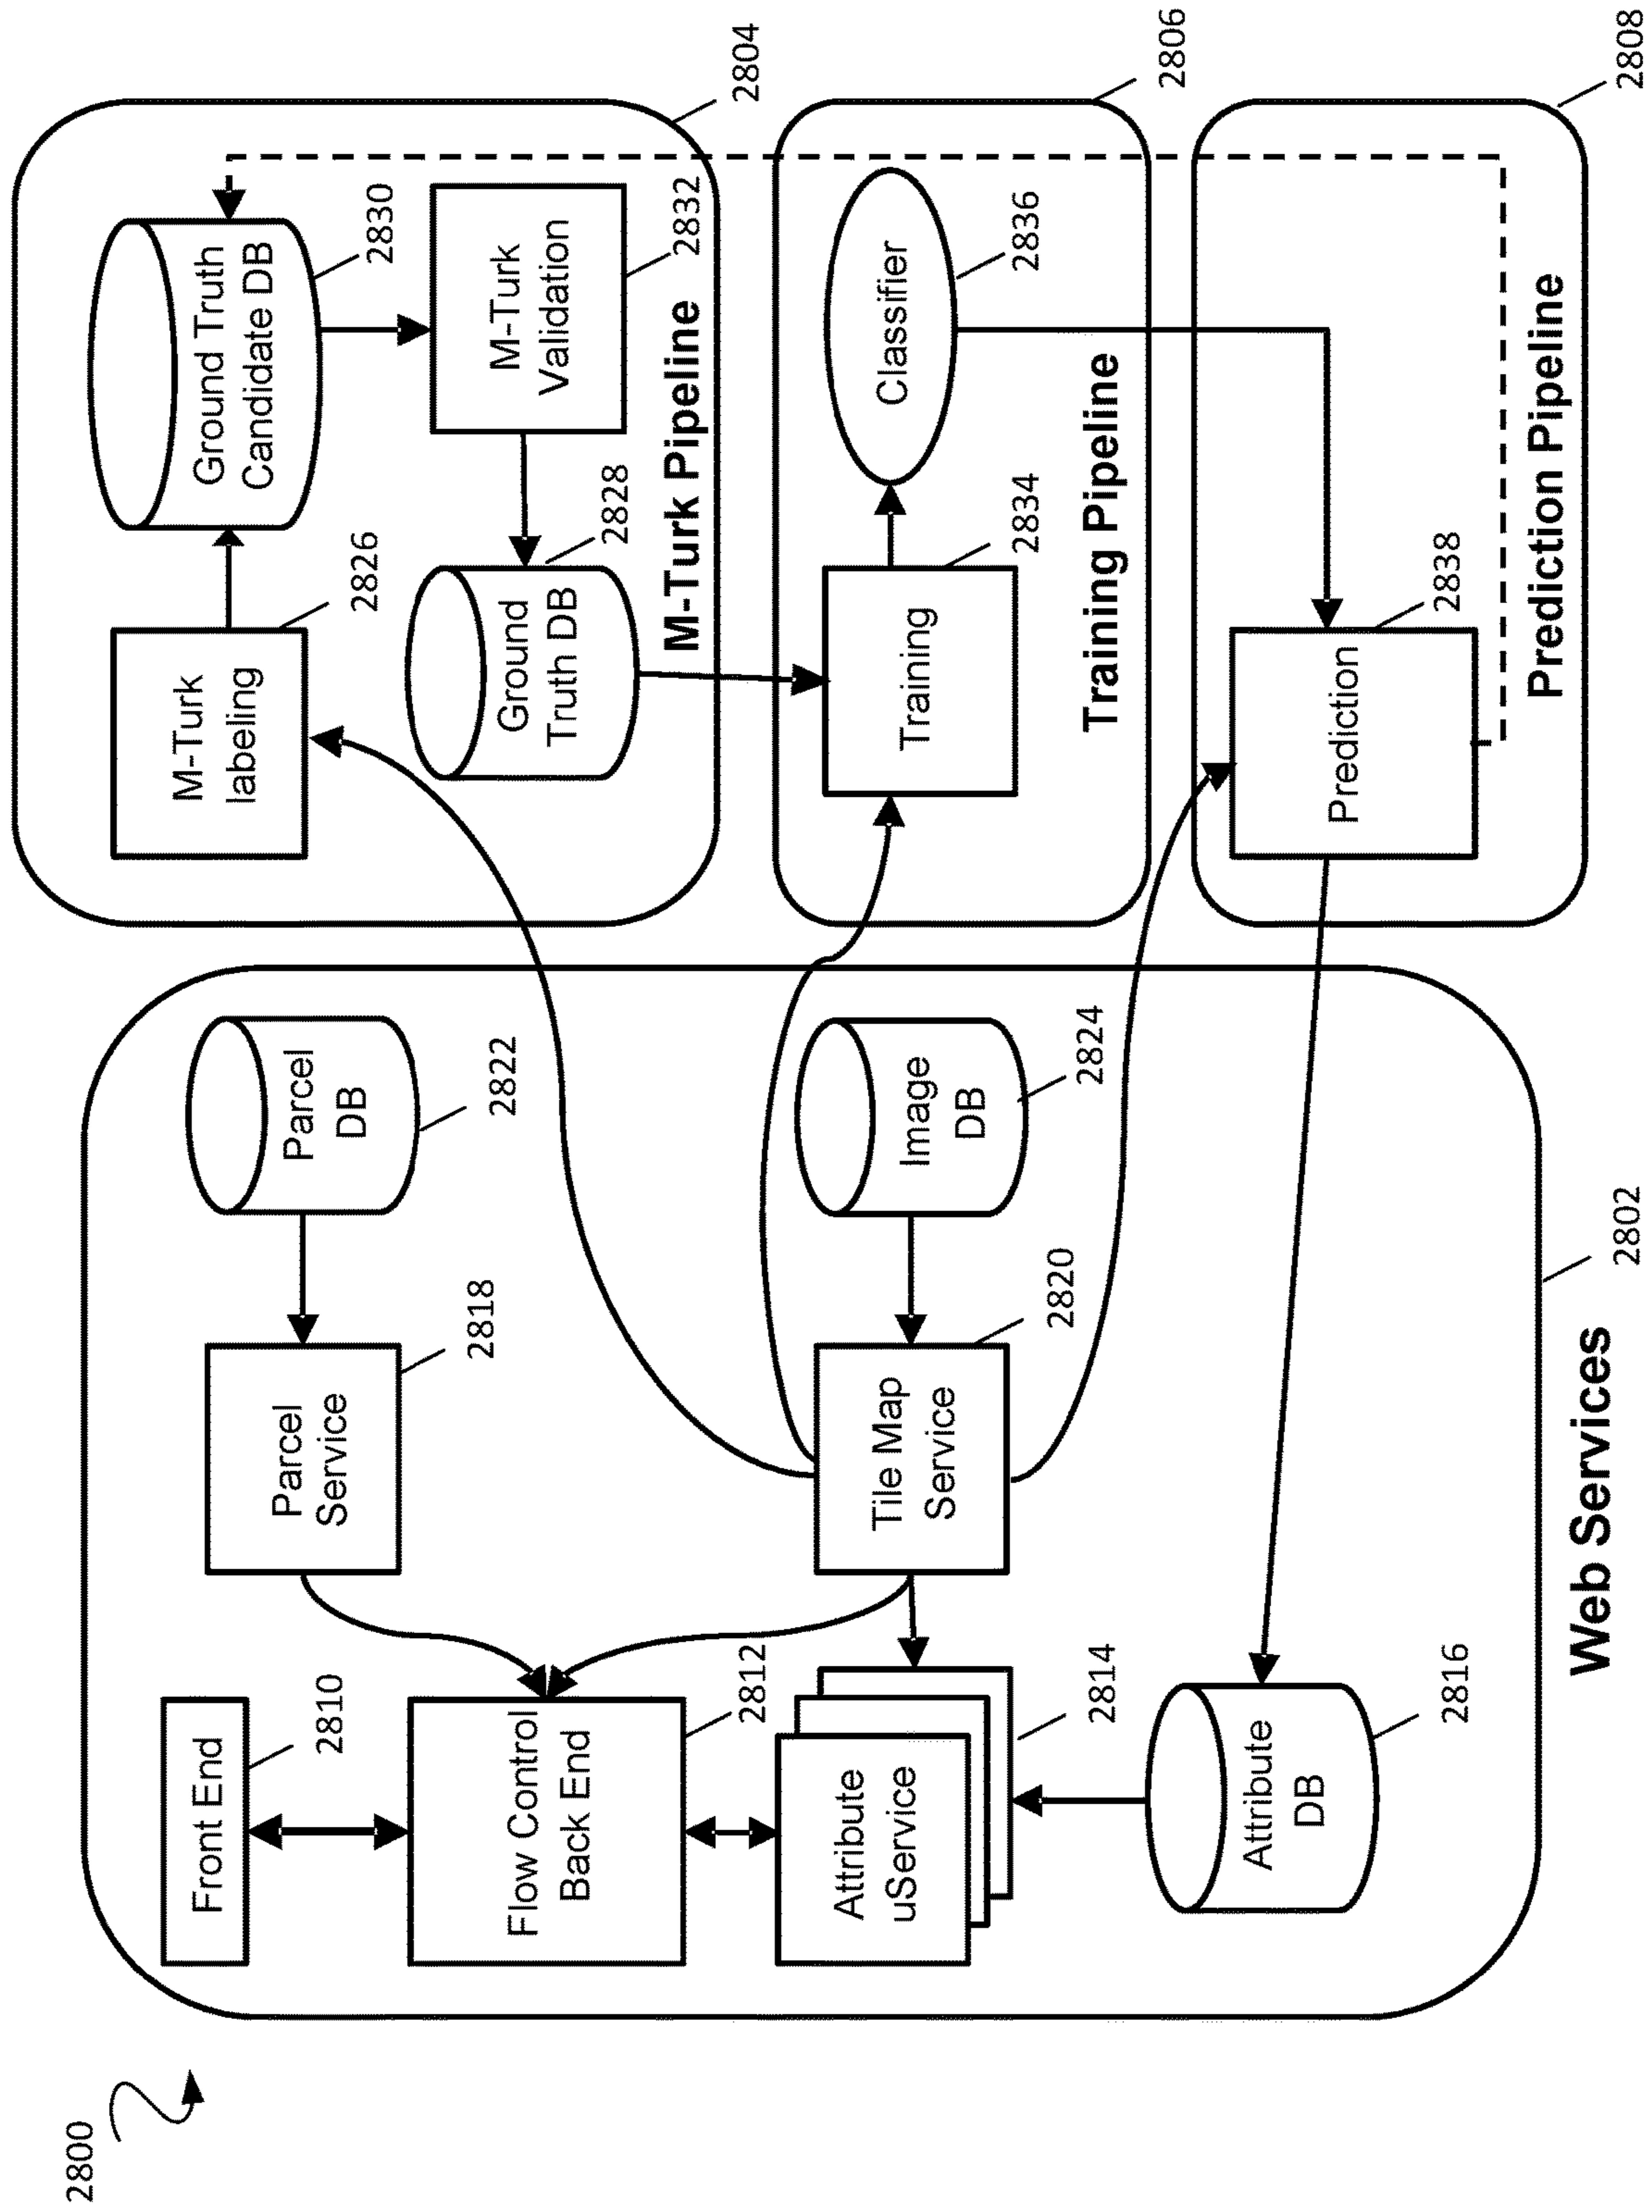 2800
Front End
2810
Flow Control
Back End
2812
Attribute
uService
2814
Attribute
DB
2816
Parcel
Service
2818
Tile Map
Service
2820
Parcel
DB
2822
Image
DB
2824
Web Services
2802
M-Turk
labeling
2826
Ground Truth
Candidate DB
2830
Ground
Truth DB
2828
M-Turk
Validation
2832
M-Turk Pipeline
2804
Training
2834
Classifier
2836
Training Pipeline
2806
Prediction
2838
Prediction Pipeline
2808